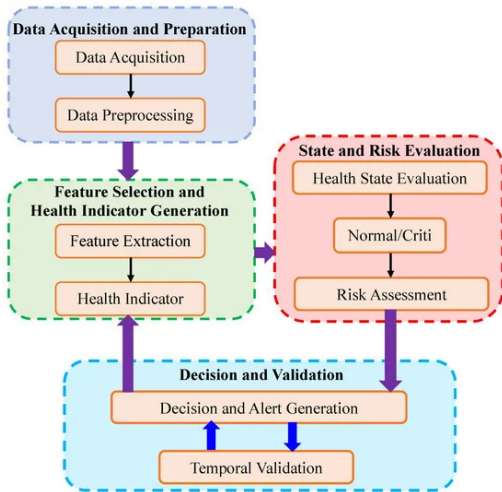 Data Acquisition and Preparation
Data Acquisition
Data Preprocessing
Feature Selection and
Health Indicator Generation
Feature Extraction
Health Indicator
State and Risk Evaluation
Health State Evaluation
Normal/Criti
Risk Assessment
Decision and Validation
Decision and Alert Generation
Temporal Validation